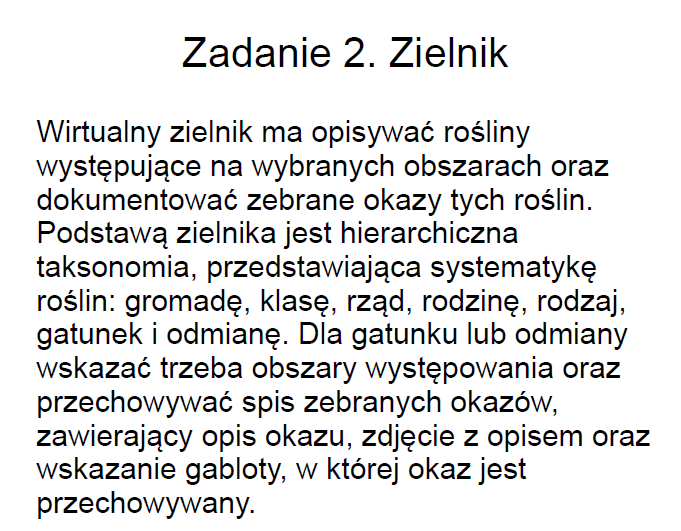 Zadanie 2. Zielnik
Wirtualny zielnik ma opisywać rośliny
występujące na wybranych obszarach oraz
dokumentować zebrane okazy tych roślin.
Podstawą zielnika jest hierarchiczna
taksonomia, przedstawiająca systematykę
roślin: gromadę, klasę, rząd, rodzinę, rodzaj,
gatunek i odmianę. Dla gatunku lub odmiany
wskazać trzeba obszary występowania oraz
przechowywać spis zebranych okazów,
zawierający opis okazu, zdjęcie z opisem oraz
wskazanie gabloty, w której okaz jest
przechowywany.